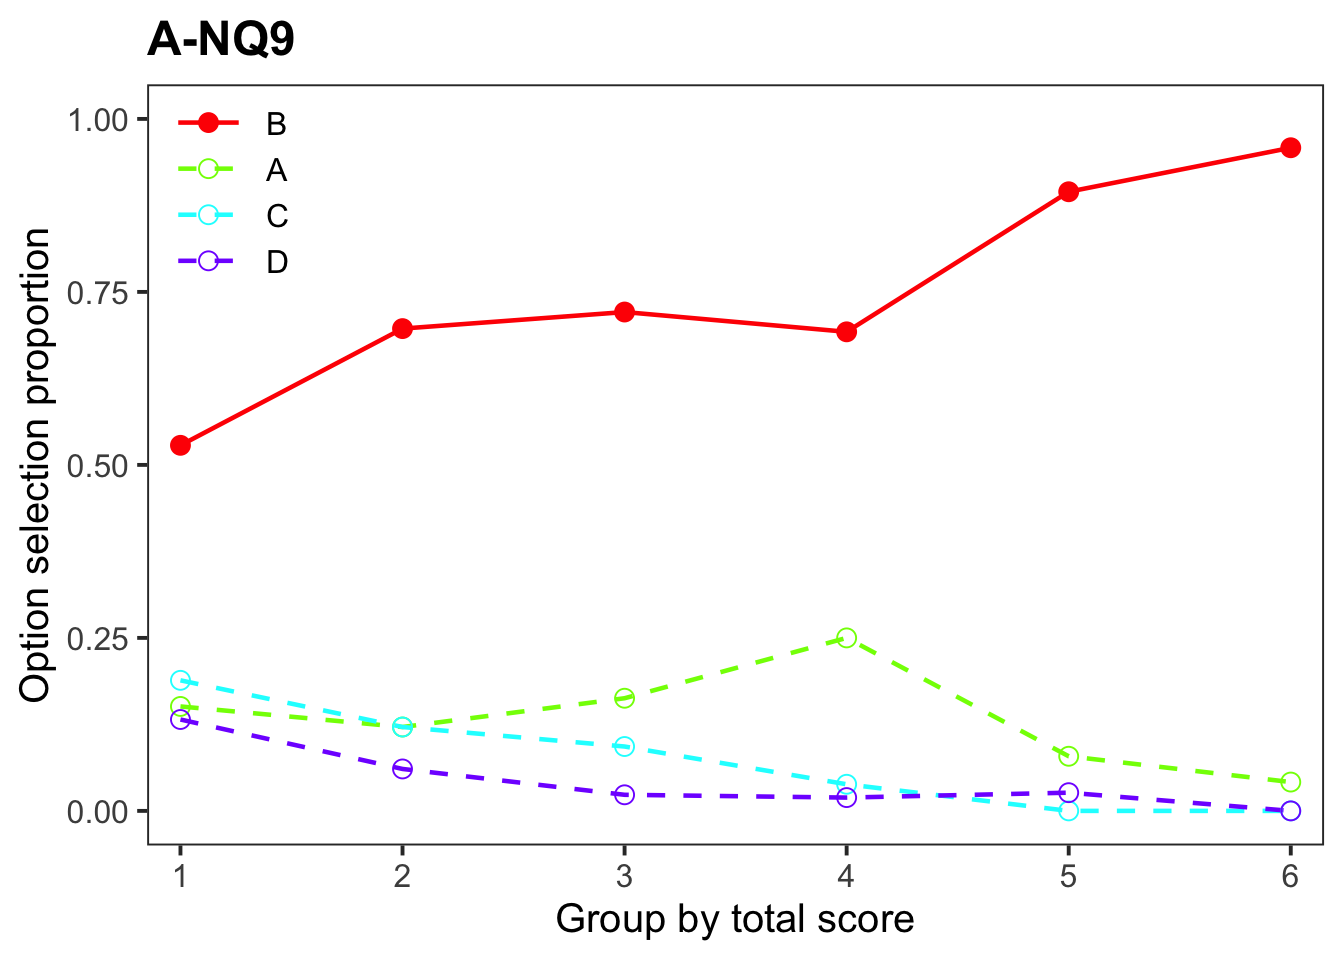 A-NQ9
B
A
C
D
1.00
0.75
0.50
0.25
0.00
Option selection proportion
1 2 3 4 5 6
Group by total score